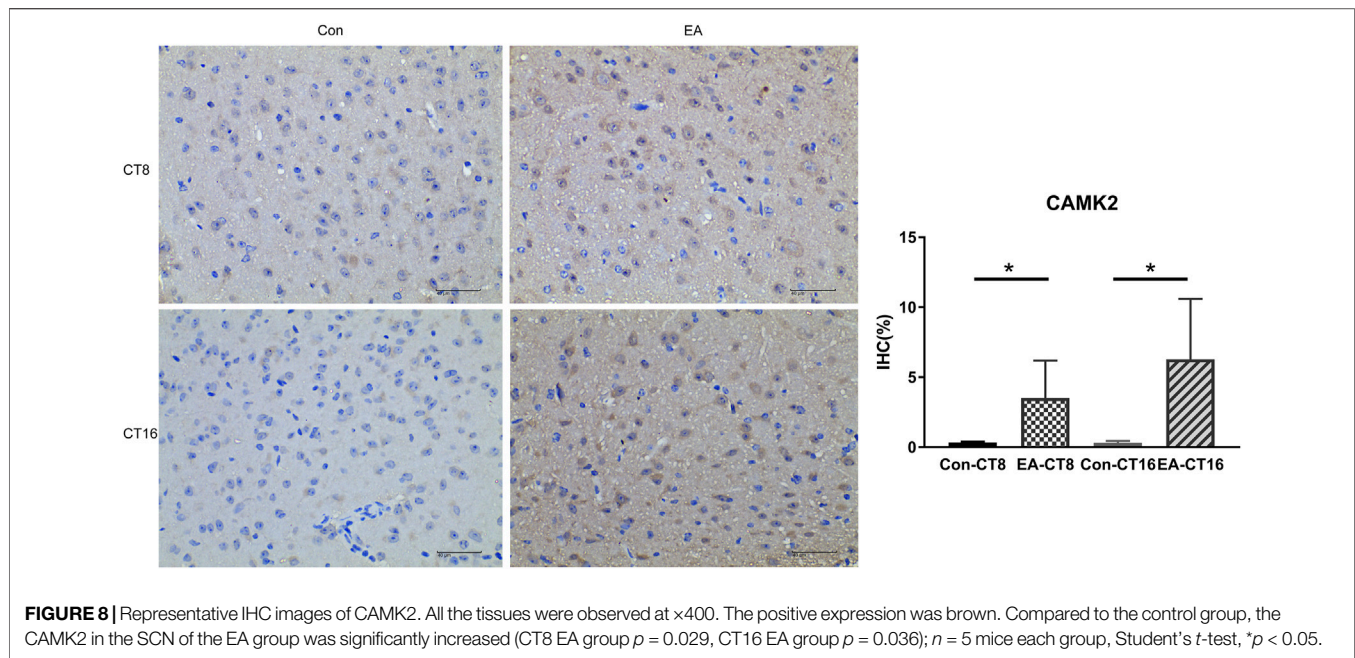 Con
EA
CT8
CT16
CAMK2
15
10
5
0
IHC(%)
*
*
Con-CT8 EA-CT8 Con-CT16 EA-CT16
FIGURE 8 | Representative IHC images of CAMK2. All the tissues were observed at ×400. The positive expression was brown. Compared to the control group, the
CAMK2 in the SCN of the EA group was significantly increased (CT8 EA group p = 0.029, CT16 EA group p = 0.036); n = 5 mice each group, Student's t-test, *p < 0.05.